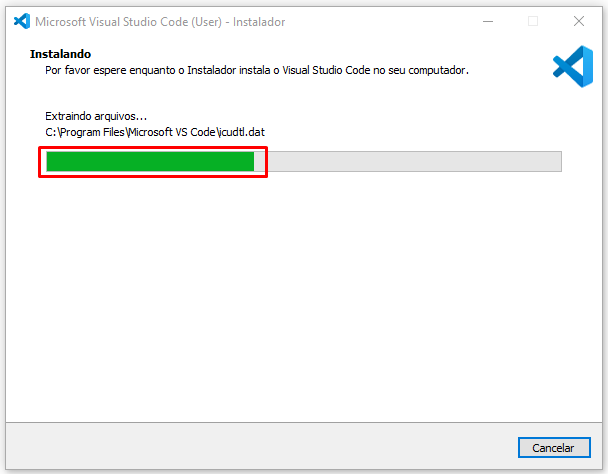 Microsoft Visual Studio Code (User) - Instalador
Instalando
Por favor espere enquanto o Instalador instala o Visual Studio Code no seu computador.
Extraindo arquivos...
C:\Program Files\Microsoft VS Code\icudtl.dat
Cancelar